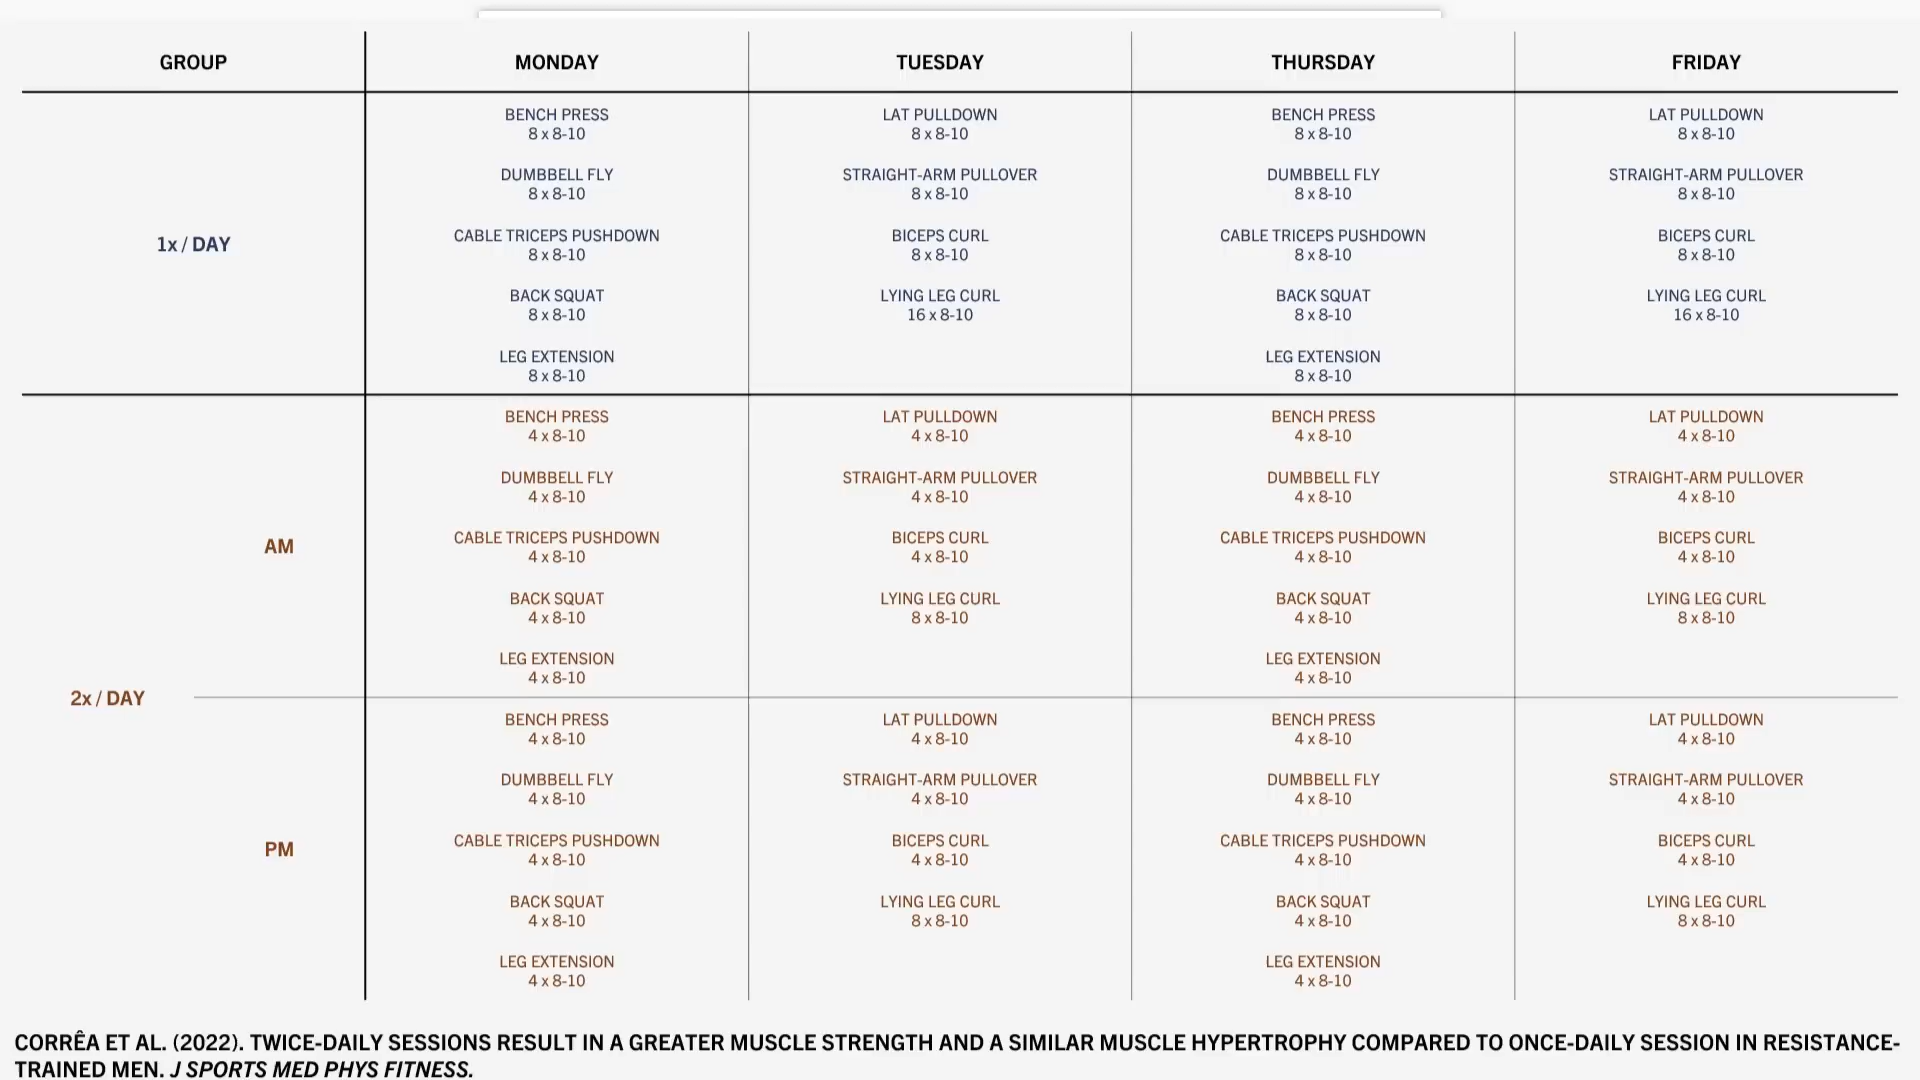 GROUP MONDAY TUESDAY THURSDAY FRIDAY
BENCH PRESS LAT PULLDOWN BENCH PRESS LAT PULLDOWN
8 x 8-10 8 x 8-10 8 x 8-10 8 x 8-10
DUMBBELL FLY STRAIGHT-ARM PULLOVER DUMBBELL FLY STRAIGHT-ARM PULLOVER
8 x 8-10 8 x 8-10 8 x 8-10 8 x 8-10
CABLE TRICEPS PUSHDOWN BICEPS CURL CABLE TRICEPS PUSHDOWN BICEPS CURL
1x / DAY
8 x 8-10 8 x 8-10 8 x 8-10 8 x 8-10
BACK SQUAT LYING LEG CURL BACK SQUAT LYING LEG CURL
8 x 8-10 16 x 8-10 8 x 8-10 16 x 8-10
LEG EXTENSION LEG EXTENSION
8 x 8-10 8 x 8-10
BENCH PRESS LAT PULLDOWN BENCH PRESS LAT PULLDOWN
4 x 8-10 4 x 8-10 4 x 8-10 4 x 8-10
DUMBBELL FLY STRAIGHT-ARM PULLOVER DUMBBELL FLY STRAIGHT-ARM PULLOVER
4 x 8-10 4 x 8-10 4 x 8-10 4 x 8-10
CABLE TRICEPS PUSHDOWN BICEPS CURL CABLE TRICEPS PUSHDOWN BICEPS CURL
AM
4 x 8-10 4 x 8-10 4 x 8-10 4 x 8-10
BACK SQUAT LYING LEG CURL BACK SQUAT LYING LEG CURL
4 x 8-10 8 x 8-10 4 x 8-10 8 x 8-10
LEG EXTENSION LEG EXTENSION
4 x 8-10 4 x 8-10
2x / DAY
BENCH PRESS LAT PULLDOWN BENCH PRESS LAT PULLDOWN
4 x 8-10 4 x 8-10 4 x 8-10 4 x 8-10
DUMBBELL FLY STRAIGHT-ARM PULLOVER DUMBBELL FLY STRAIGHT-ARM PULLOVER
4 x 8-10 4 x 8-10 4 x 8-10 4 x 8-10
CABLE TRICEPS PUSHDOWN BICEPS CURL CABLE TRICEPS PUSHDOWN BICEPS CURL
PM
4 x 8-10 4 x 8-10 4 x 8-10 4 x 8-10
BACK SQUAT LYING LEG CURL BACK SQUAT LYING LEG CURL
4 x 8-10 8 x 8-10 4 x 8-10 8 x 8-10
LEG EXTENSION LEG EXTENSION
4 x 8-10 4 x 8-10
CORRÊA ET AL. (2022). TWICE-DAILY SESSIONS RESULT IN A GREATER MUSCLE STRENGTH AND A SIMILAR MUSCLE HYPERTROPHY COMPARED TO ONCE-DAILY SESSION IN RESISTANCE-
TRAINED MEN. J SPORTS MED PHYS FITNESS.